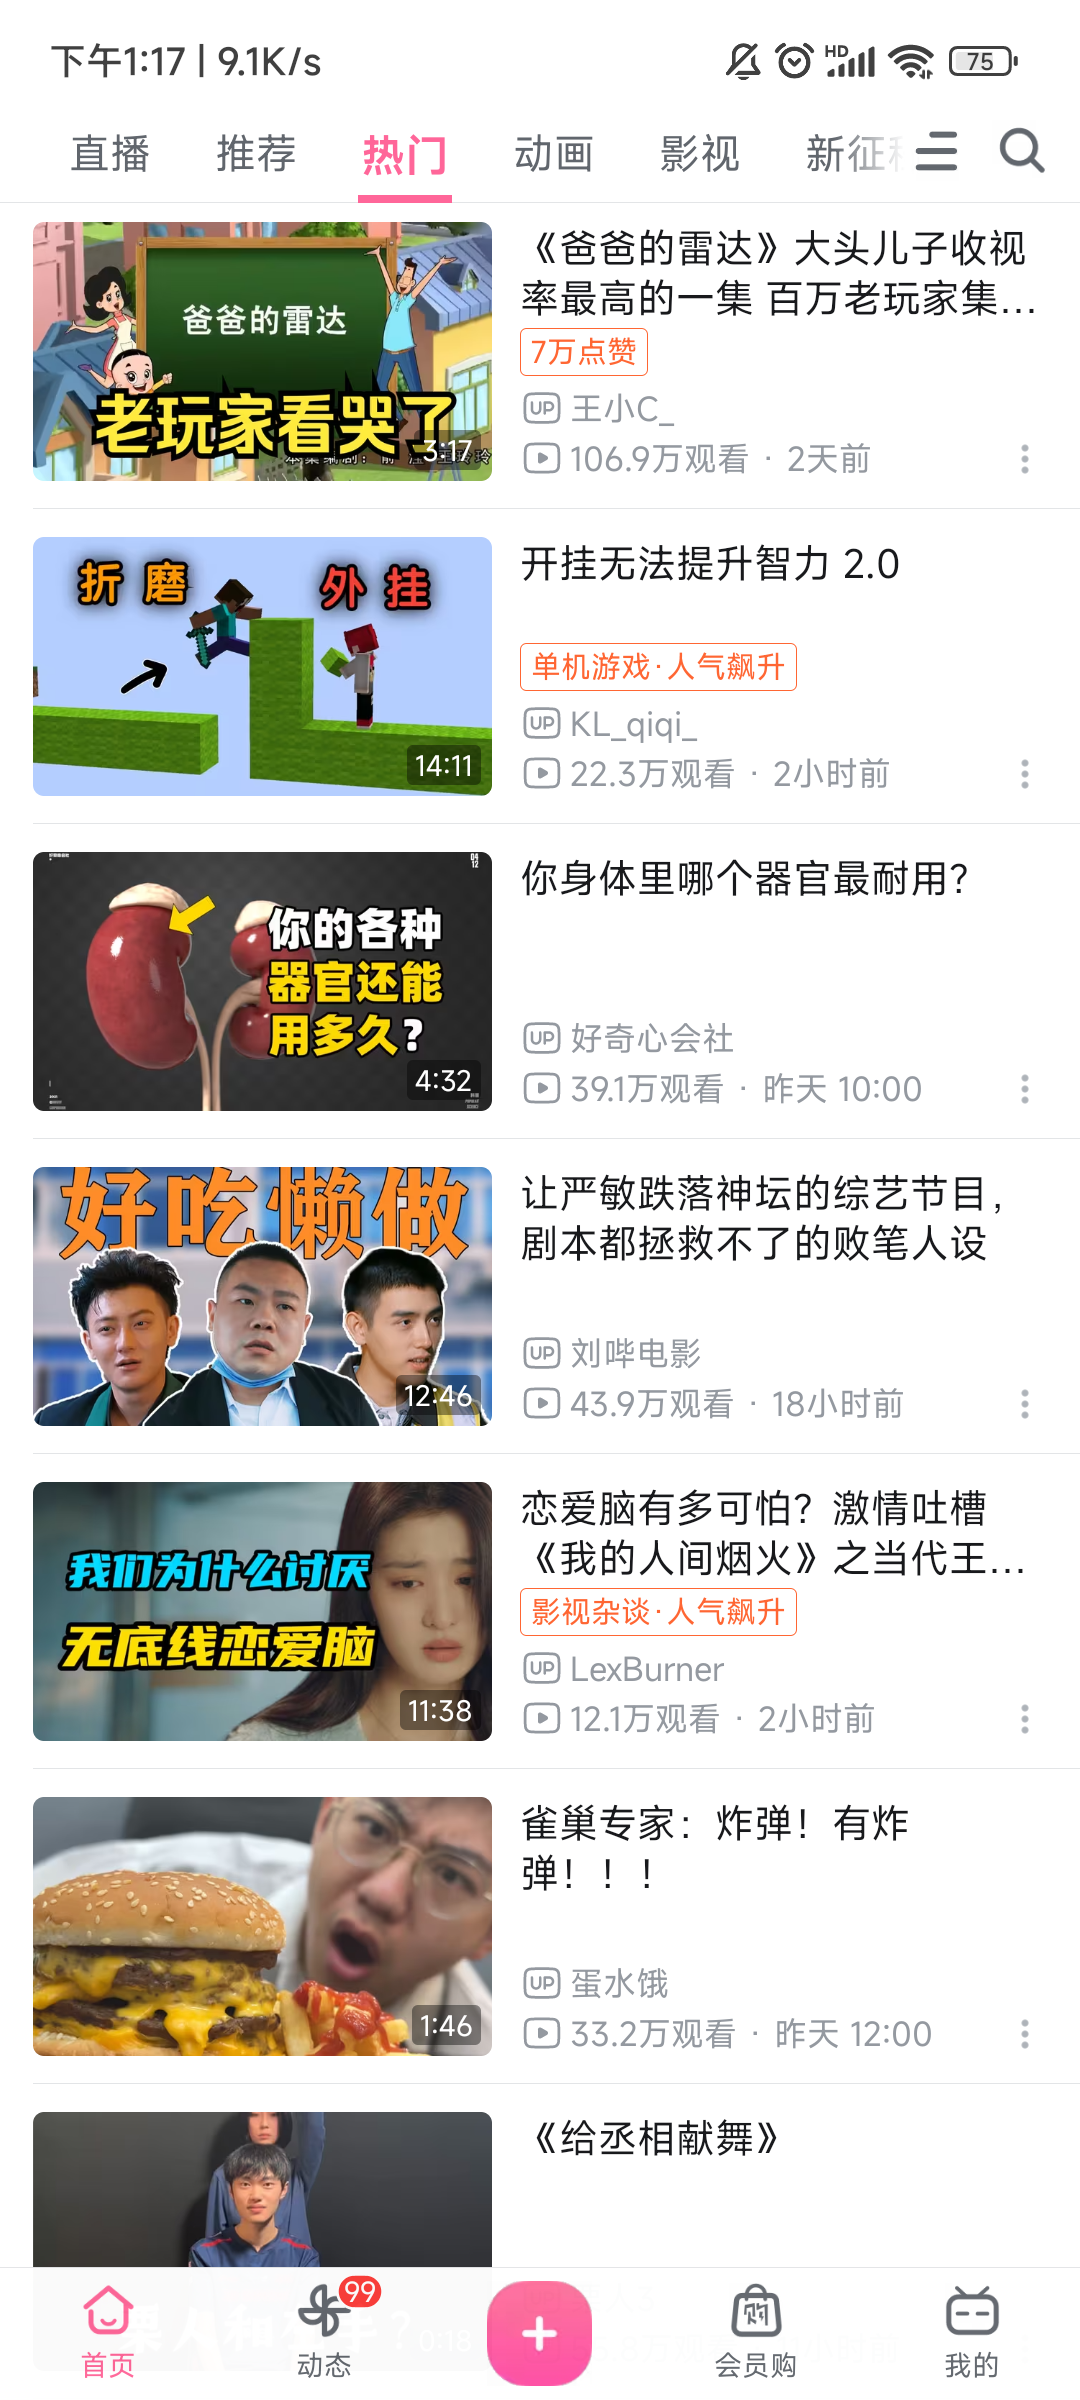 下午1:17 | 9.1K/s
HD
75
直播 推荐 热门 动画 影视 新征
爸爸的雷达
老玩家看哭了
3:17
《爸爸的雷达》大头儿子收视
率最高的一集 百万老玩家集...
7万点赞
UP 王小C_
106.9万观看 · 2天前
折磨 外挂
14:11
开挂无法提升智力 2.0
单机游戏·人气飙升
UP KL_qiqi_
22.3万观看 · 2小时前
04
12
你的各种
器官还能
用多久?
4:32
你身体里哪个器官最耐用?
UP 好奇心会社
39.1万观看 · 昨天 10:00
好吃懒做
12:46
让严敏跌落神坛的综艺节目,
剧本都拯救不了的败笔人设
UP 刘哔电影
43.9万观看 · 18小时前
我们为什么讨厌
无底线恋爱脑
11:38
恋爱脑有多可怕? 激情吐槽
《我的人间烟火》之当代王...
影视杂谈·人气飙升
UP LexBurner
12.1万观看 · 2小时前
1:46
雀巢专家: 炸弹! 有炸
弹! ! !
UP 蛋水饿
33.2万观看 · 昨天 12:00
《给丞相献舞》
0:18
首页
99
动态
购
会员购
我的